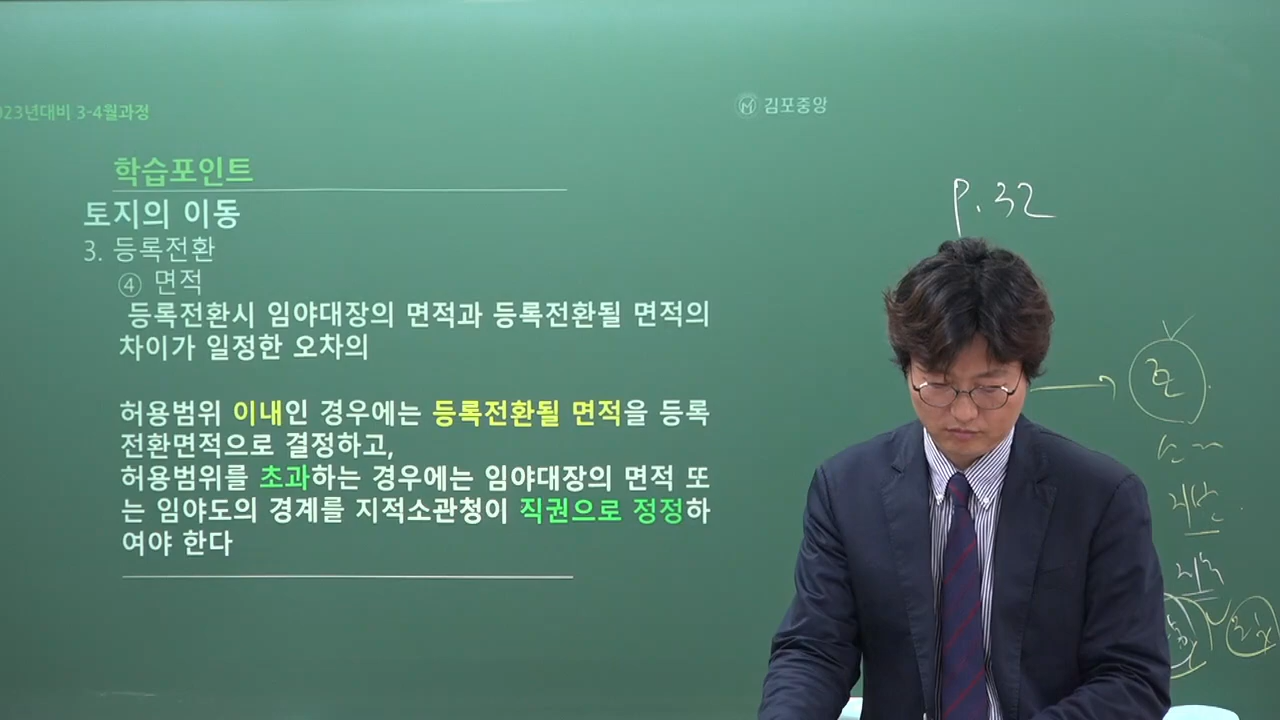 023년대비 3-4월과정
김포중앙
학습포인트
토지의 이동
3. 등록전환
④ 면적
등록전환시 임야대장의 면적과 등록전환될 면적의
차이가 일정한 오차의
허용범위 이내인 경우에는 등록전환될 면적을 등록
전환면적으로 결정하고,
허용범위를 초과하는 경우에는 임야대장의 면적 또
는 임야도의 경계를 지적소관청이 직권으로 정정하
여야 한다
P.32